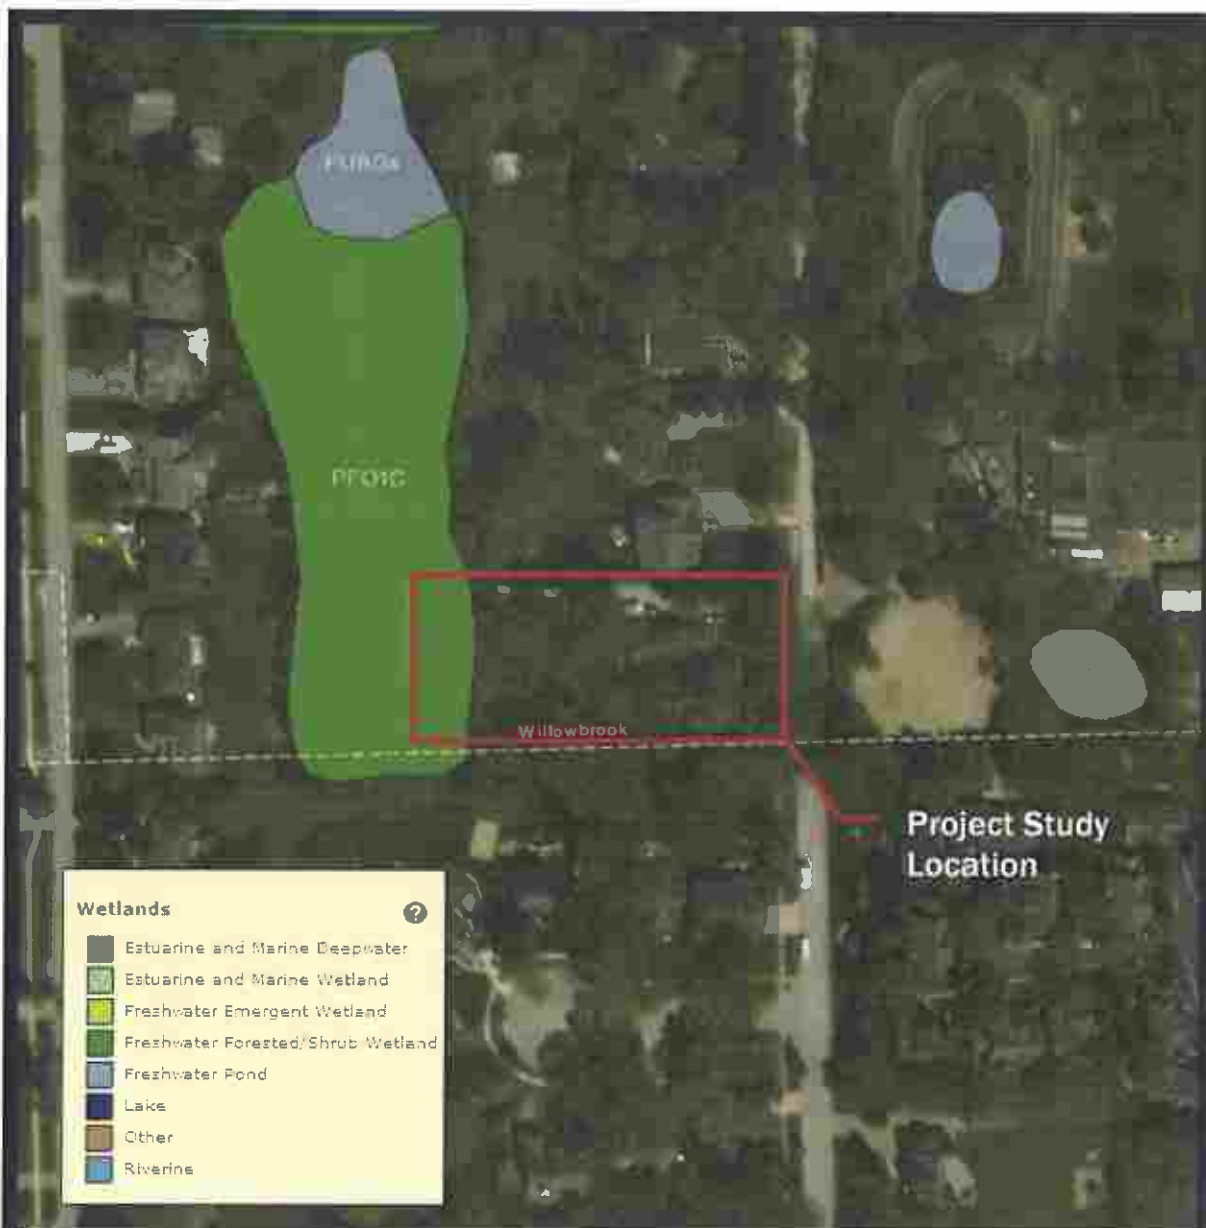 PFO1C
Willowbrook
Project Study
Location
Wetlands
?
Estuarine and Marine Deepwater
Estuarine and Marine Wetland
Freshwater Emergent Wetland
Freshwater Forested/Shrub Wetland
Freshwater Pond
Lake
Other
Riverine